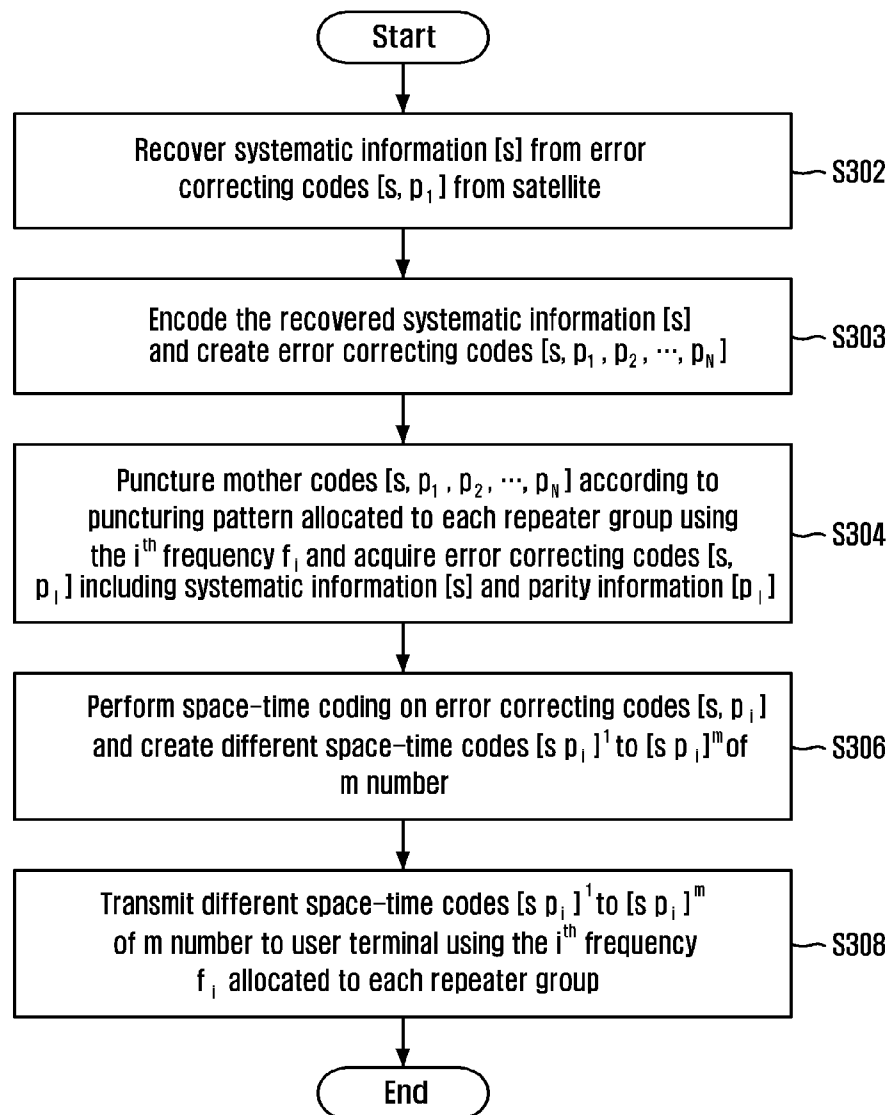 Start
Recover systematic information [s] from error
correcting codes [s, p₁] from satellite
S302
Encode the recovered systematic information [s]
and create error correcting codes [s, p₁, p₂, ···, p_N]
S303
Puncture mother codes [s, p₁, p₂, ···, p_N] according to
puncturing pattern allocated to each repeater group using
the iᵗʰ frequency fᵢ and acquire error correcting codes [s,
pᵢ] including systematic information [s] and parity information [pᵢ]
S304
Perform space-time coding on error correcting codes [s, pᵢ]
and create different space-time codes [s pᵢ]¹ to [s pᵢ]ᵐ of
m number
S306
Transmit different space-time codes [s pᵢ]¹ to [s pᵢ]ᵐ
of m number to user terminal using the iᵗʰ frequency
fᵢ allocated to each repeater group
S308
End